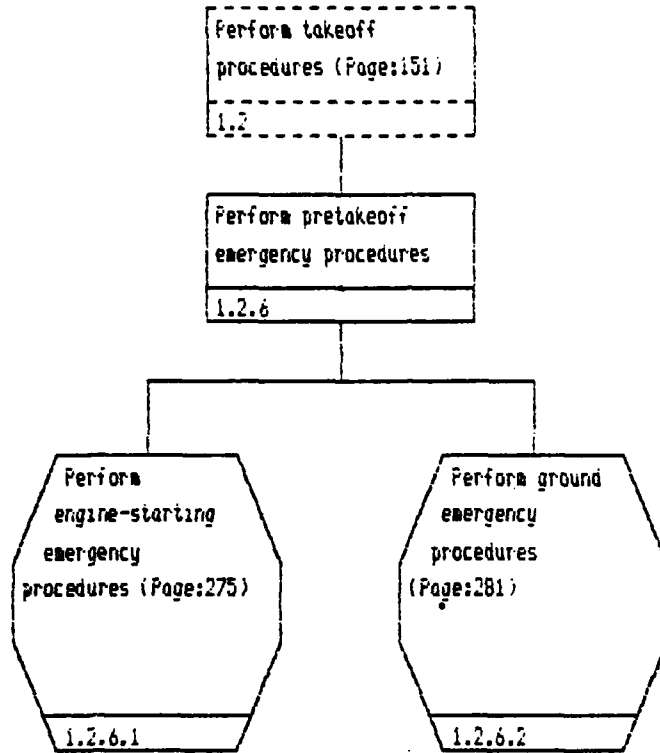 Perform takeoff
procedures (Page:151)
1.2
Perform pretakeoff
emergency procedures
1.2.6
Perform
engine-starting
emergency
procedures (Page:275)
1.2.6.1
Perform ground
emergency
procedures
(Page:281)
1.2.6.2